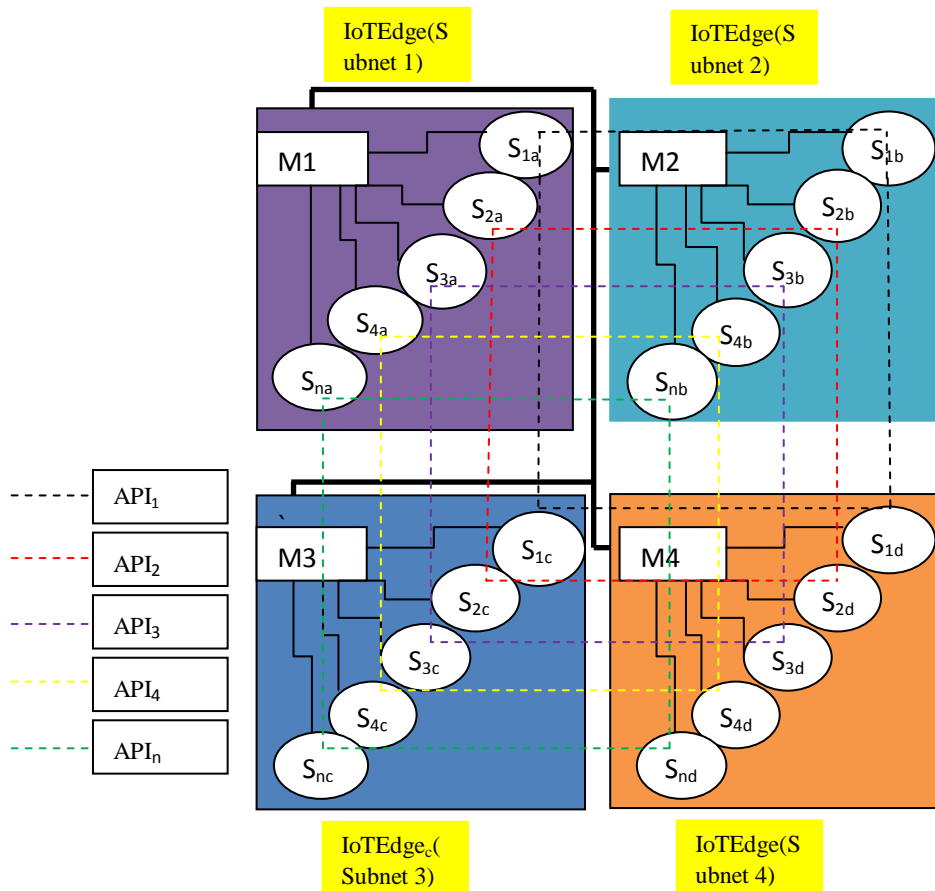 IoTEdge(S
ubnet 1)
IoTEdge(S
ubnet 2)
M1
S1a
S2a
S3a
S4a
Sna
M2
S1b
S2b
S3b
S4b
Snb
API1
API2
API3
API4
APIn
`
M3
S1c
S2c
S3c
S4c
Snc
M4
S1d
S2d
S3d
S4d
Snd
IoTEdgec(
Subnet 3)
IoTEdge(S
ubnet 4)